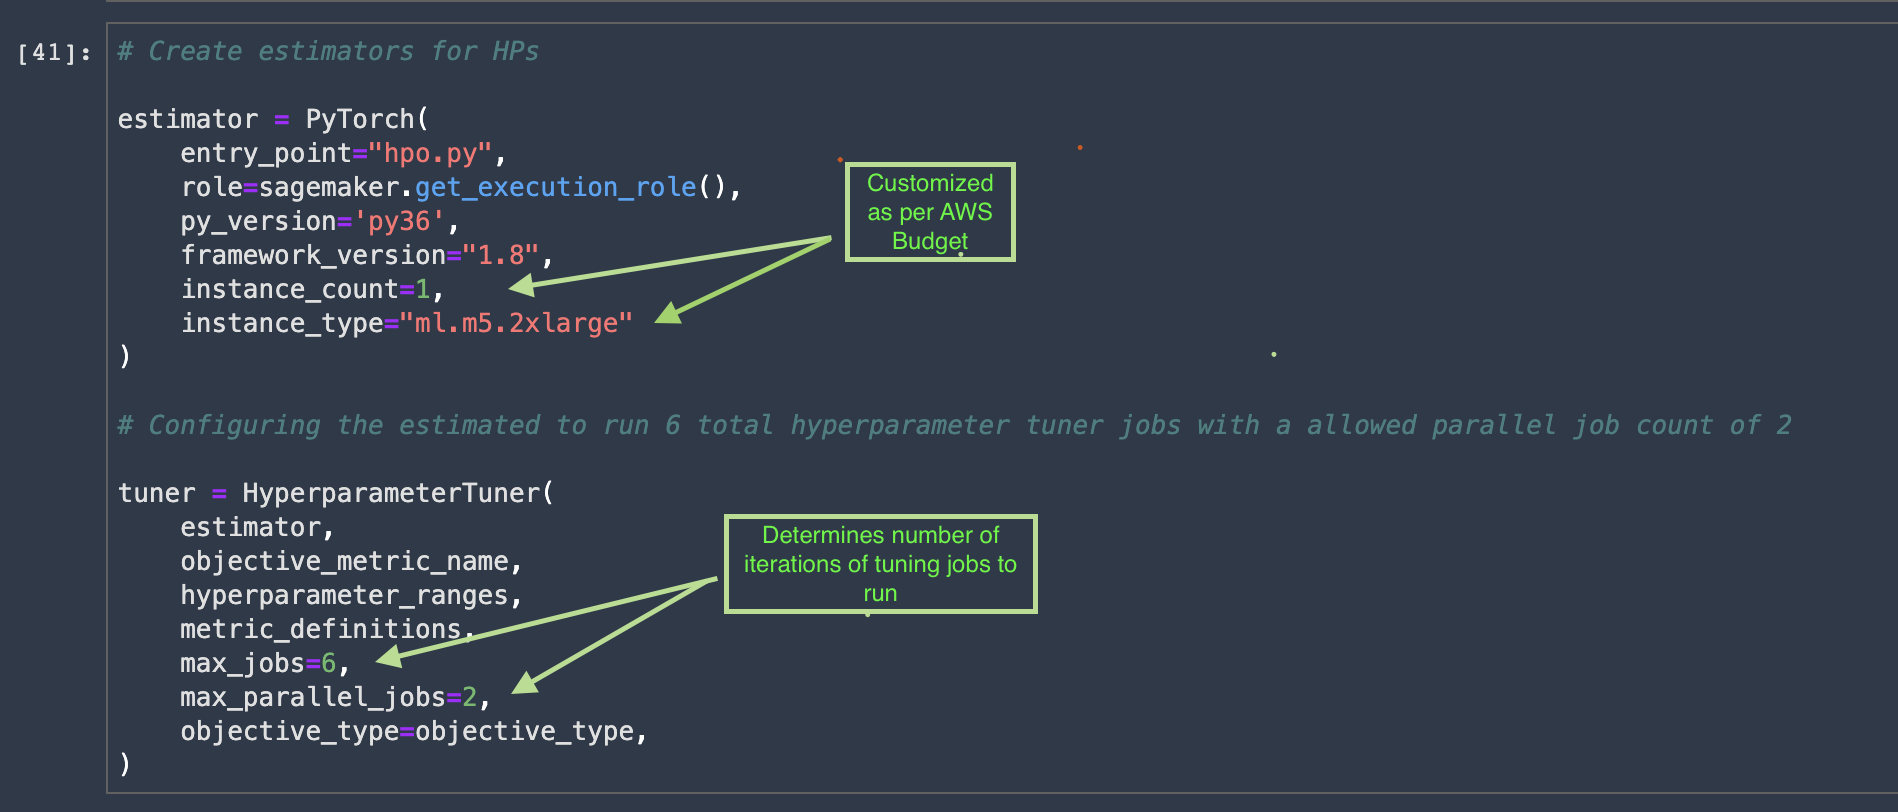 [41]:
# Create estimators for HPs
estimator = PyTorch(
    entry_point="hpo.py",
    role=sagemaker.get_execution_role(),
    py_version='py36',
    framework_version="1.8",
    instance_count=1,
    instance_type="ml.m5.2xlarge"
)
Customized
as per AWS
Budget
# Configuring the estimated to run 6 total hyperparameter tuner jobs with a allowed parallel job count of 2
tuner = HyperparameterTuner(
    estimator,
    objective_metric_name,
    hyperparameter_ranges,
    metric_definitions,
    max_jobs=6,
    max_parallel_jobs=2,
    objective_type=objective_type,
)
Determines number of
iterations of tuning jobs to
run